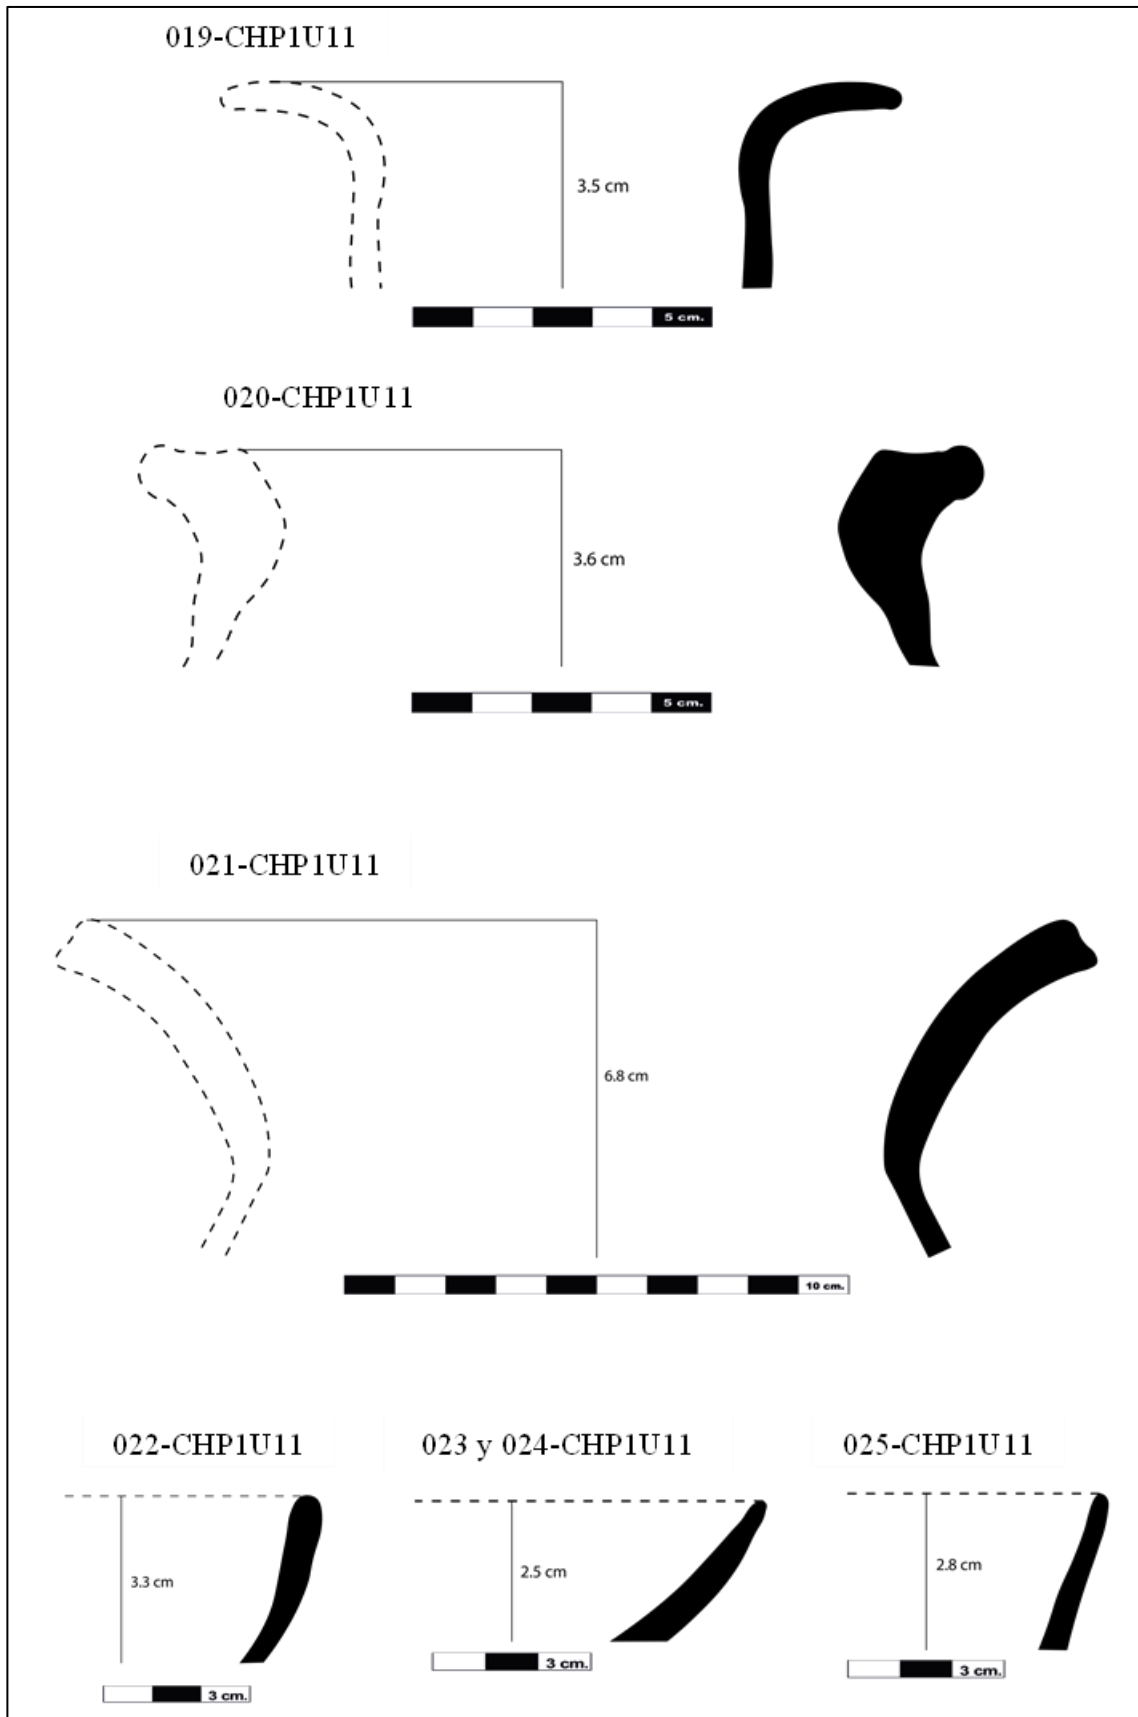 019-CHP1U11
3.5 cm
5 cm.
020-CHP1U11
3.6 cm
5 cm.
021-CHP1U11
6.8 cm
10 cm.
022-CHP1U11 023 y 024-CHP1U11 025-CHP1U11
3.3 cm 2.5 cm 2.8 cm
3 cm. 3 cm. 3 cm.